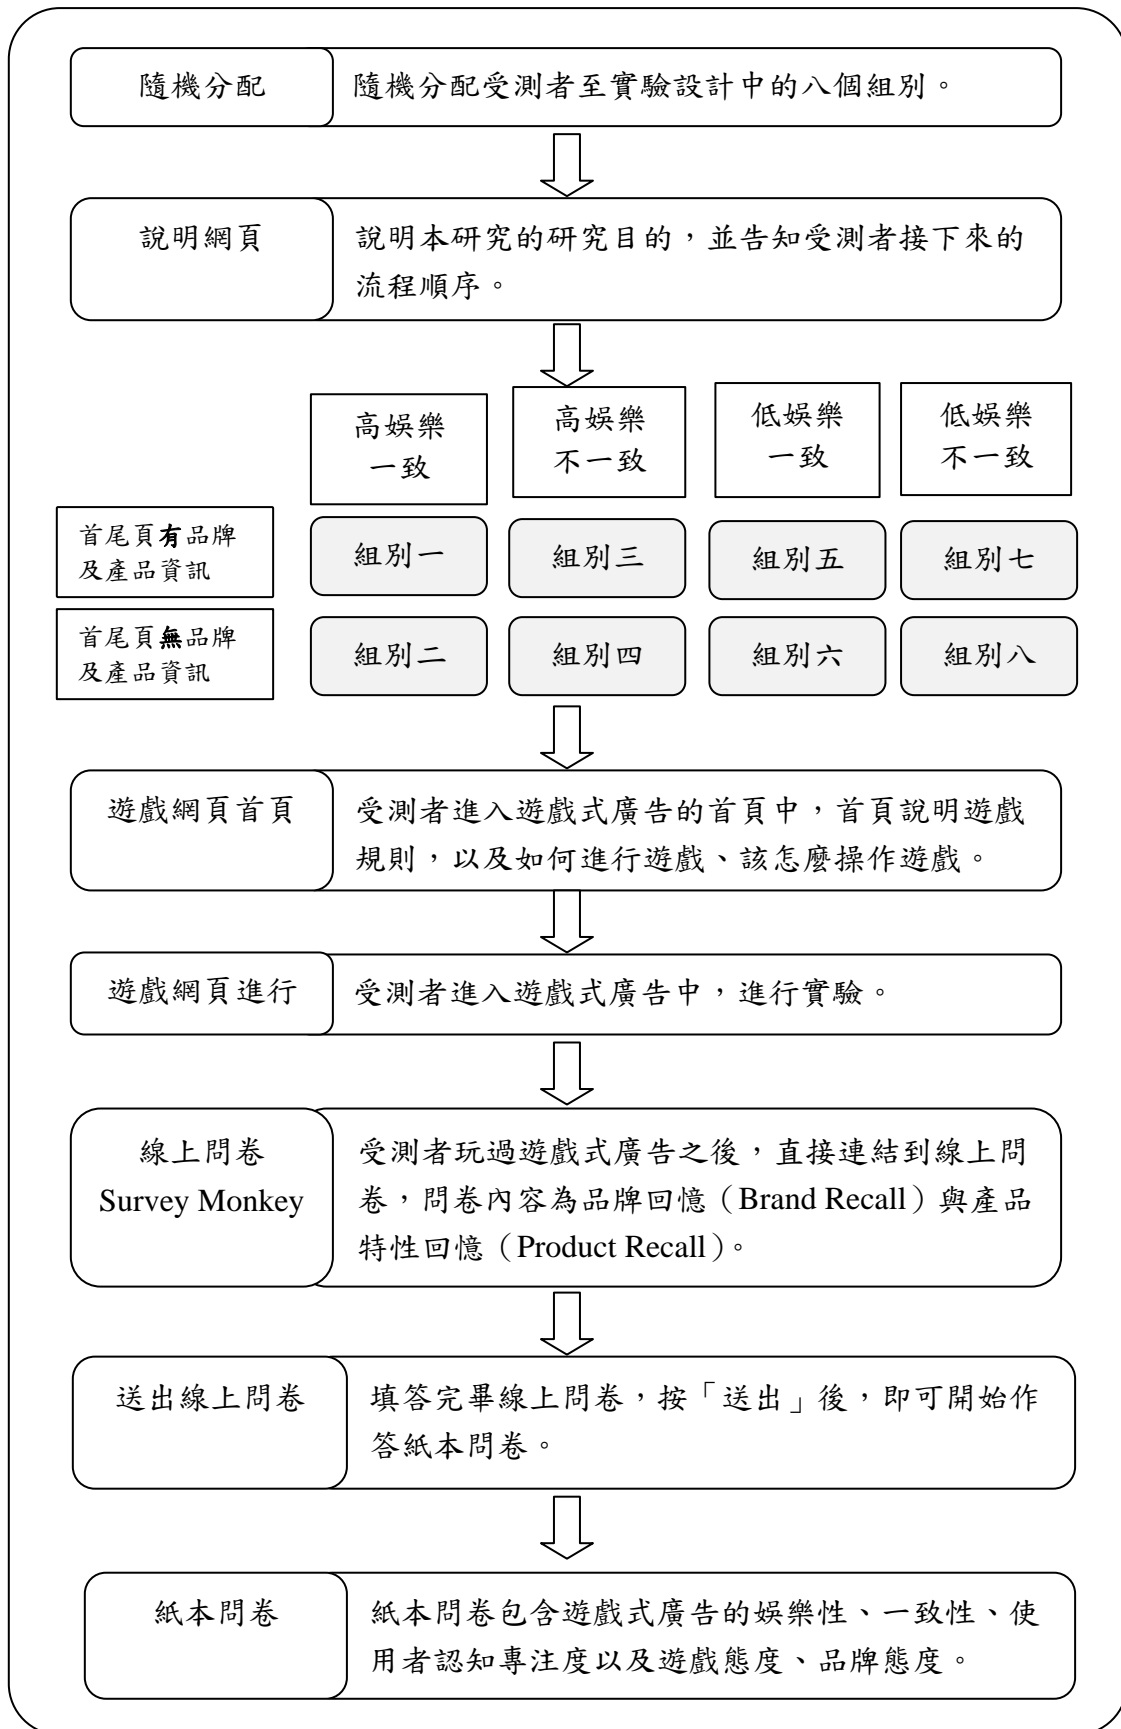 隨機分配
隨機分配受測者至實驗設計中的八個組別。
說明網頁
說明本研究的研究目的，並告知受測者接下來的
流程順序。
高娛樂
一致
高娛樂
不一致
低娛樂
一致
低娛樂
不一致
首尾頁有品牌
及產品資訊
組別一
組別三
組別五
組別七
首尾頁無品牌
及產品資訊
組別二
組別四
組別六
組別八
遊戲網頁首頁
受測者進入遊戲式廣告的首頁中，首頁說明遊戲
規則，以及如何進行遊戲、該怎麼操作遊戲。
遊戲網頁進行
受測者進入遊戲式廣告中，進行實驗。
線上問卷
Survey Monkey
受測者玩過遊戲式廣告之後，直接連結到線上問
卷，問卷內容為品牌回憶（Brand Recall）與產品
特性回憶（Product Recall）。
送出線上問卷
填答完畢線上問卷，按「送出」後，即可開始作
答紙本問卷。
紙本問卷
紙本問卷包含遊戲式廣告的娛樂性、一致性、使
用者認知專注度以及遊戲態度、品牌態度。